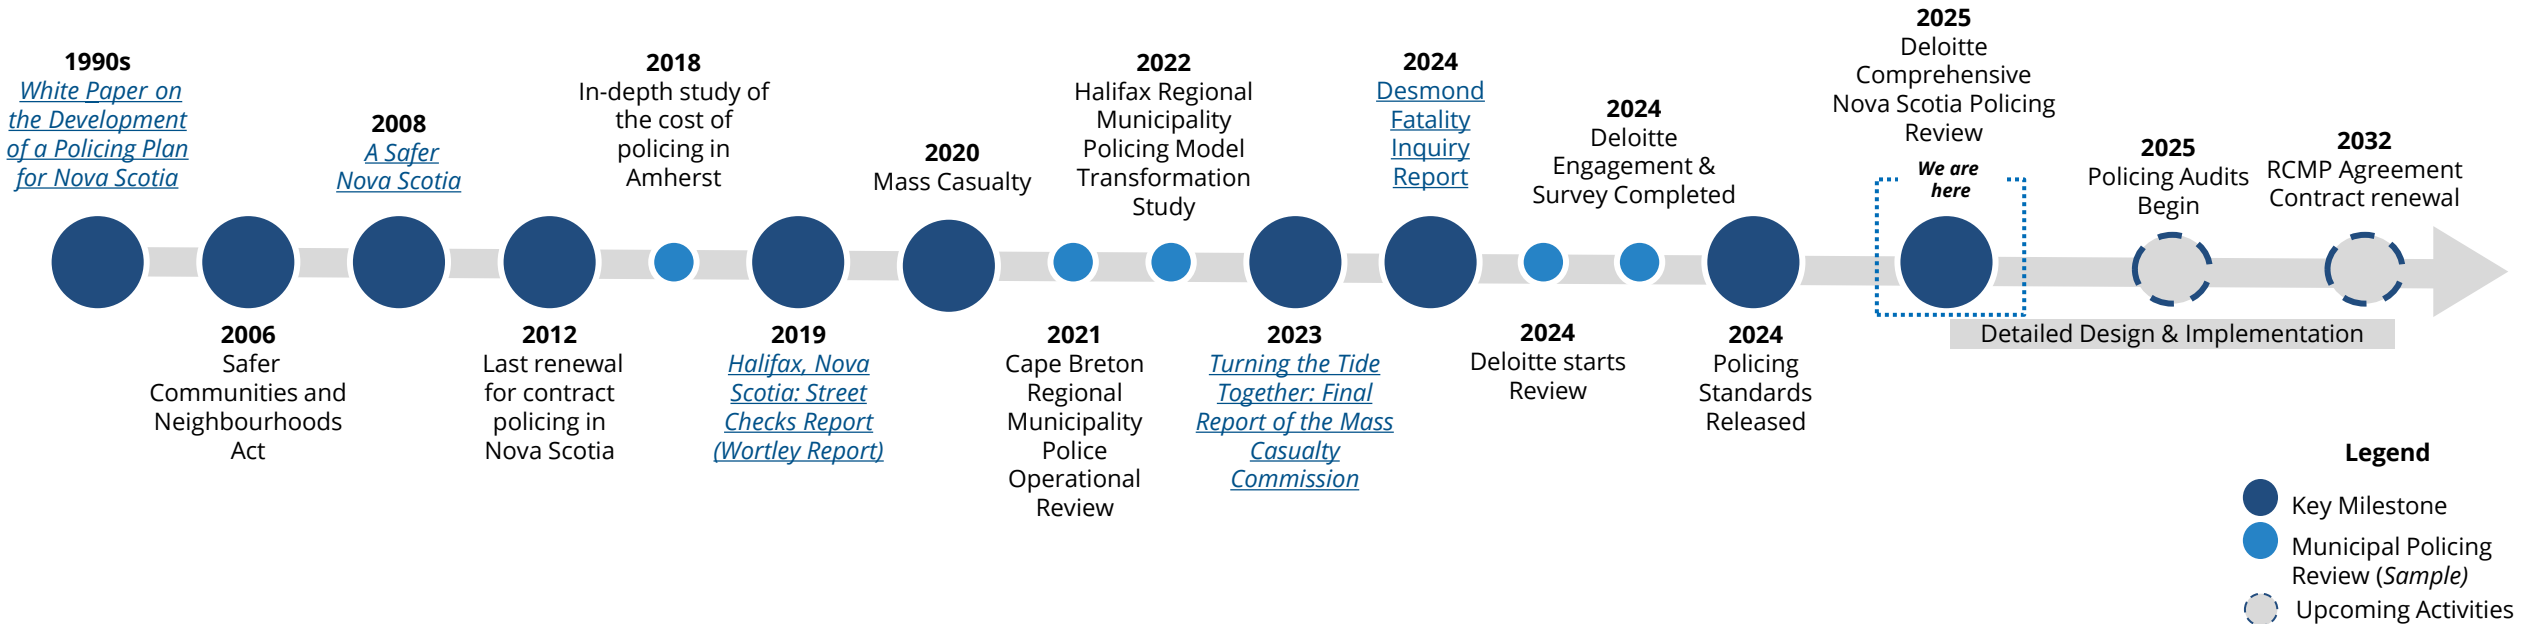 1990s
White Paper on
the Development
of a Policing Plan
for Nova Scotia
2006
Safer
Communities and
Neighbourhoods
Act
2008
A Safer
Nova Scotia
2012
Last renewal
for contract
policing in
Nova Scotia
2018
In-depth study of
the cost of
policing in
Amherst
2019
Halifax, Nova
Scotia: Street
Checks Report
(Wortley Report)
2020
Mass Casualty
2021
Cape Breton
Regional
Municipality
Police
Operational
Review
2022
Halifax Regional
Municipality
Policing Model
Transformation
Study
2023
Turning the Tide
Together: Final
Report of the Mass
Casualty
Commission
2024
Desmond
Fatality
Inquiry
Report
2024
Deloitte starts
Review
2024
Deloitte
Engagement &
Survey Completed
2024
Policing
Standards
Released
2025
Deloitte
Comprehensive
Nova Scotia Policing
Review
We are
here
2025
Policing Audits
Begin
2032
RCMP Agreement
Contract renewal
Detailed Design & Implementation
Legend
Key Milestone
Municipal Policing
Review (Sample)
Upcoming Activities